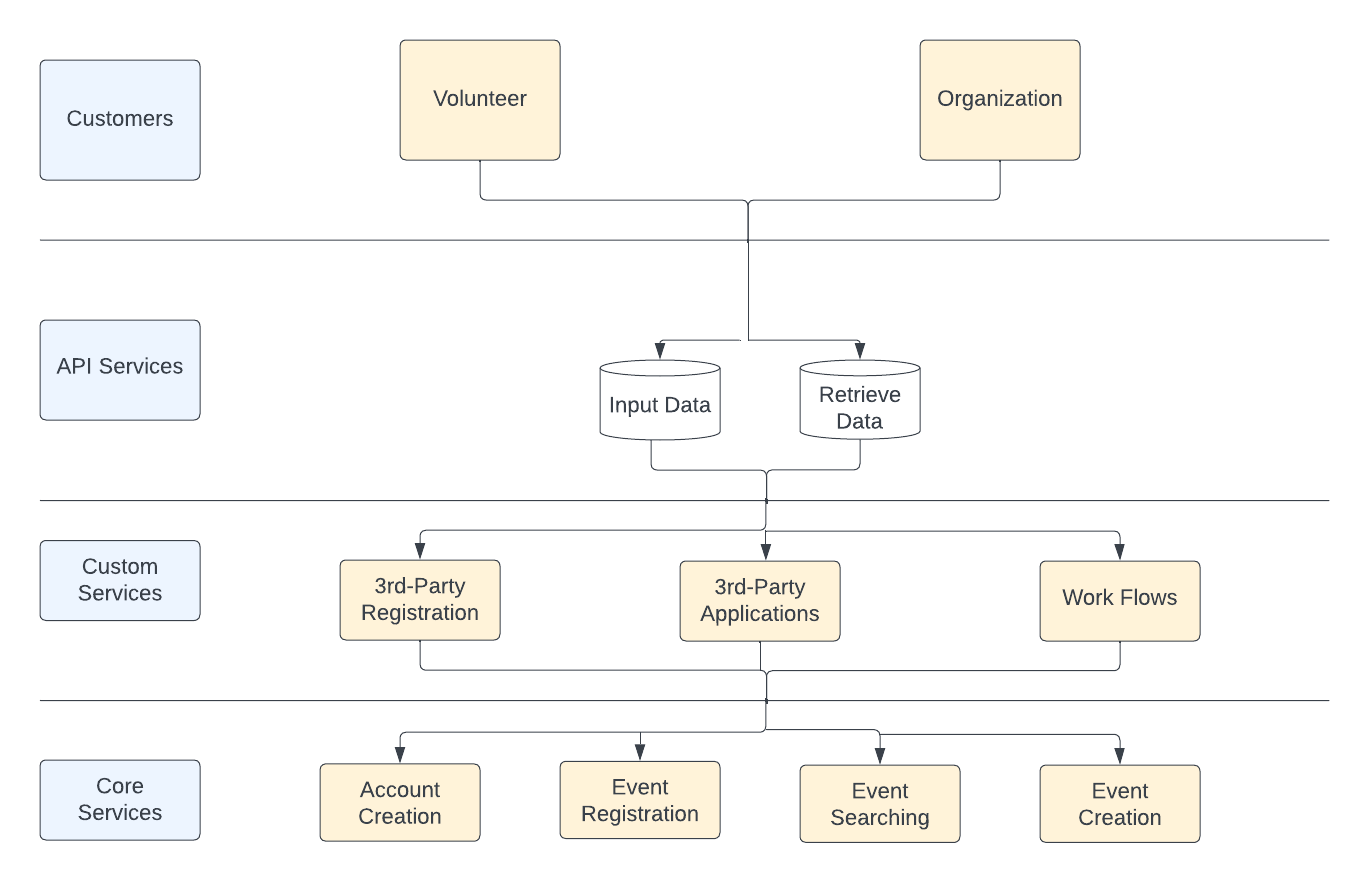 Customers
Volunteer
Organization
API Services
Input Data
Retrieve
Data
Custom
Services
3rd-Party
Registration
3rd-Party
Applications
Work Flows
Core
Services
Account
Creation
Event
Registration
Event
Searching
Event
Creation